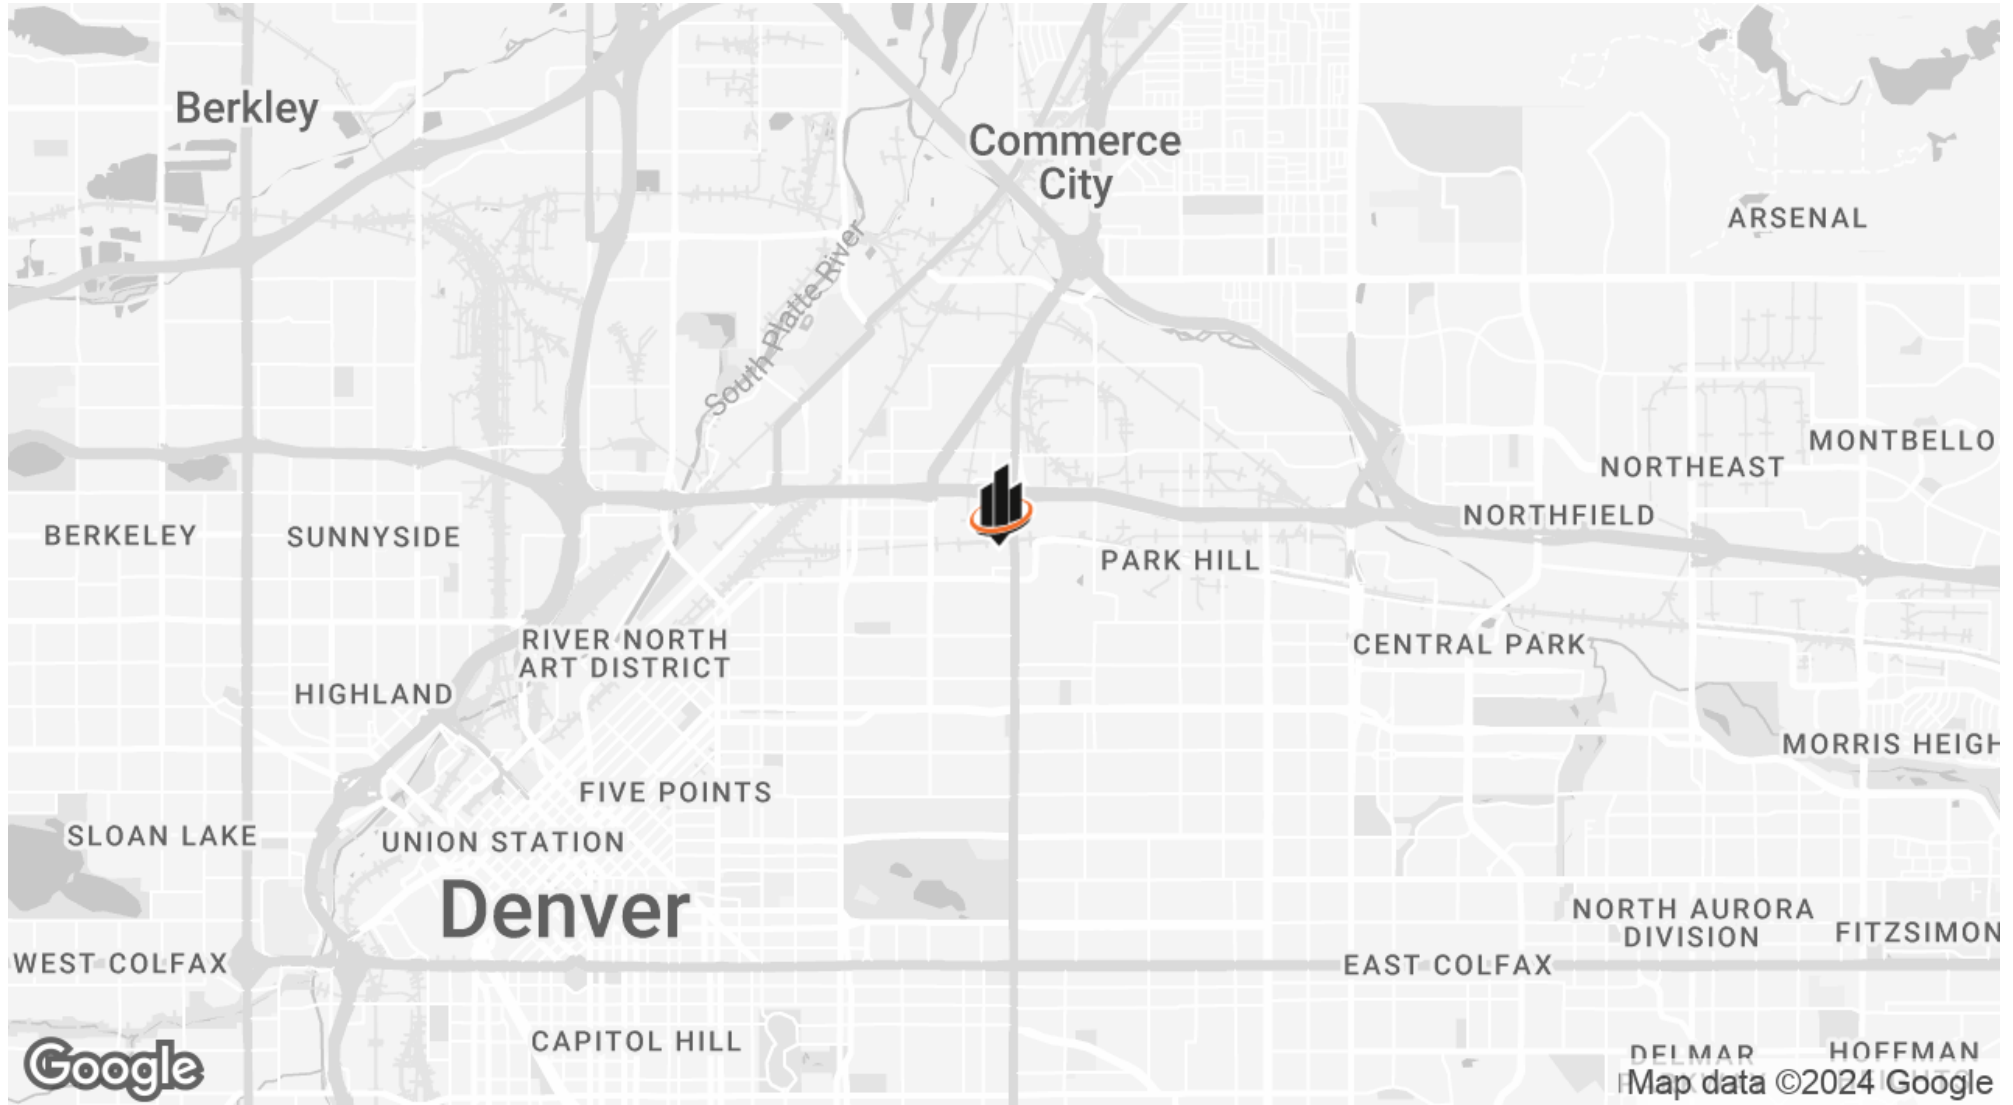 Berkley
Commerce
City
ARSENAL
South Platte River
MONTBELLO
NORTHEAST
NORTHFIELD
BERKELEY
SUNNYSIDE
PARK HILL
RIVER NORTH
ART DISTRICT
CENTRAL PARK
HIGHLAND
MORRIS HEIGH
FIVE POINTS
SLOAN LAKE
UNION STATION
Denver
NORTH AURORA
DIVISION
FITZSIMON
WEST COLFAX
EAST COLFAX
CAPITOL HILL
DELMAR
HOFFMAN
Google
Map data ©2024 Google